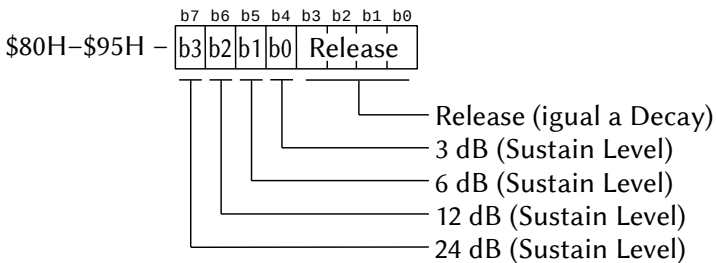 b7 b6 b5 b4 b3 b2 b1 b0
$80H–$95H – b3 b2 b1 b0 Release
Release (igual a Decay)
3 dB (Sustain Level)
6 dB (Sustain Level)
12 dB (Sustain Level)
24 dB (Sustain Level)